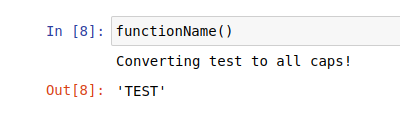 In [8]: functionName()
Converting test to all caps!
Out[8]: 'TEST'